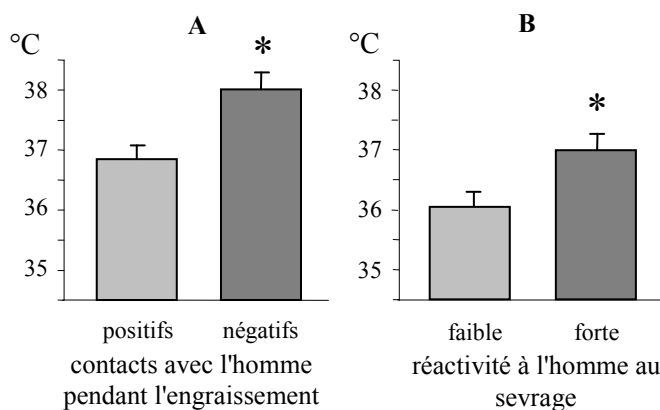 A
°C
*
38
37
36
35
positifs négatifs
contacts avec l'homme
pendant l'engraissement
B
°C
*
38
37
36
35
faible forte
réactivité à l'homme au
sevrage